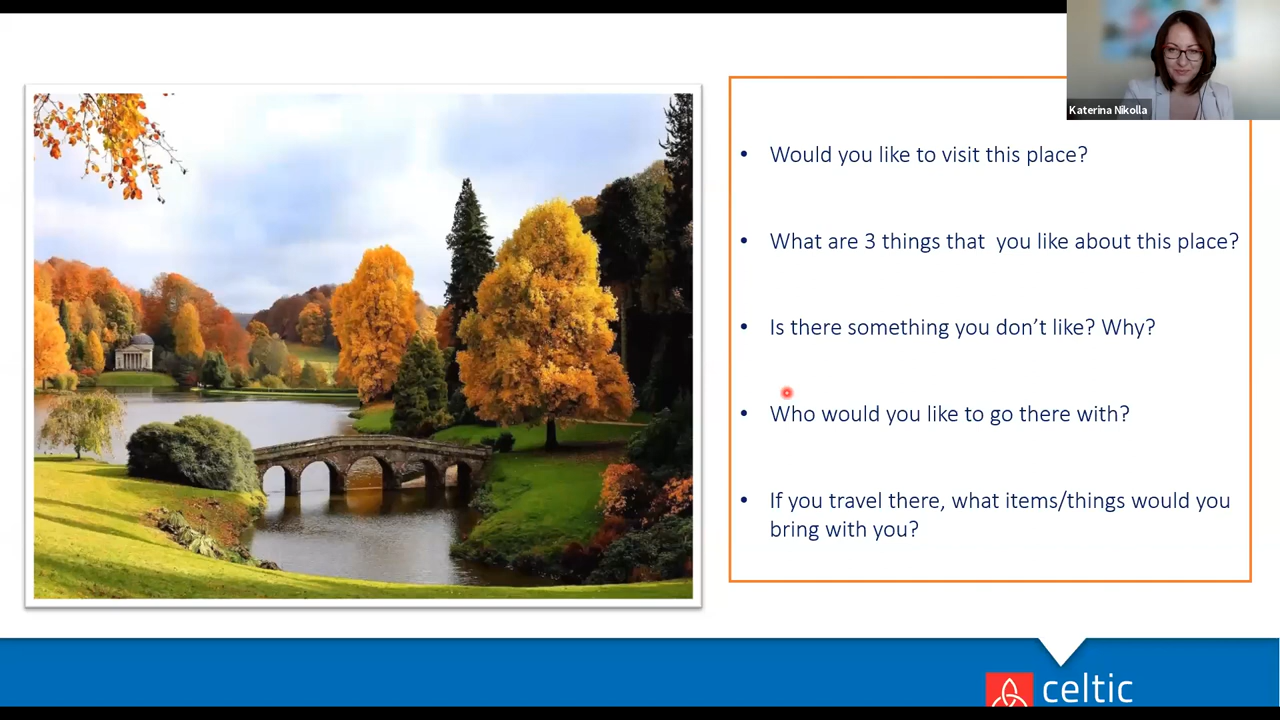 Katerina Nikolla
• Would you like to visit this place?
• What are 3 things that  you like about this place?
• Is there something you don’t like? Why?
• Who would you like to go there with?
• If you travel there, what items/things would you
bring with you?
celtic